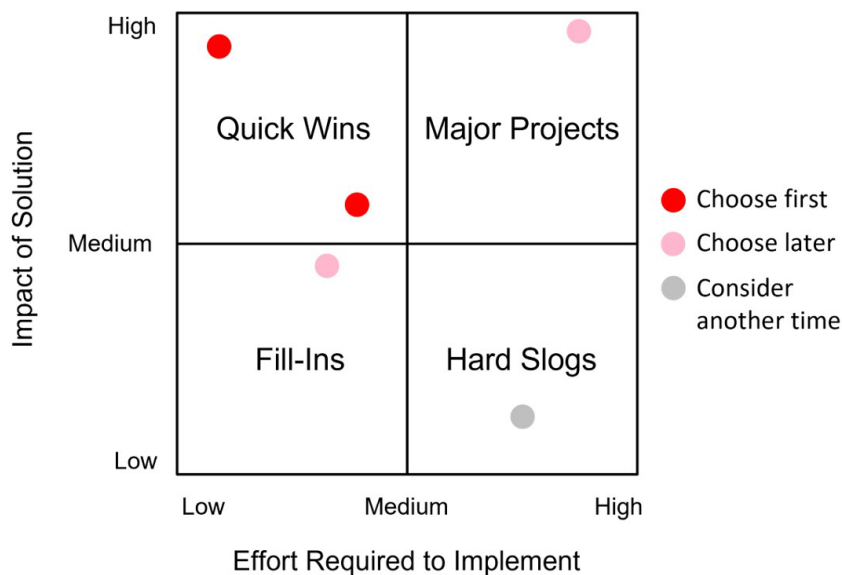 High
Quick Wins
Major Projects
Impact of Solution
Choose first
Medium
Choose later
Consider
another time
Fill-Ins
Hard Slogs
Low
Low
Medium
High
Effort Required to Implement